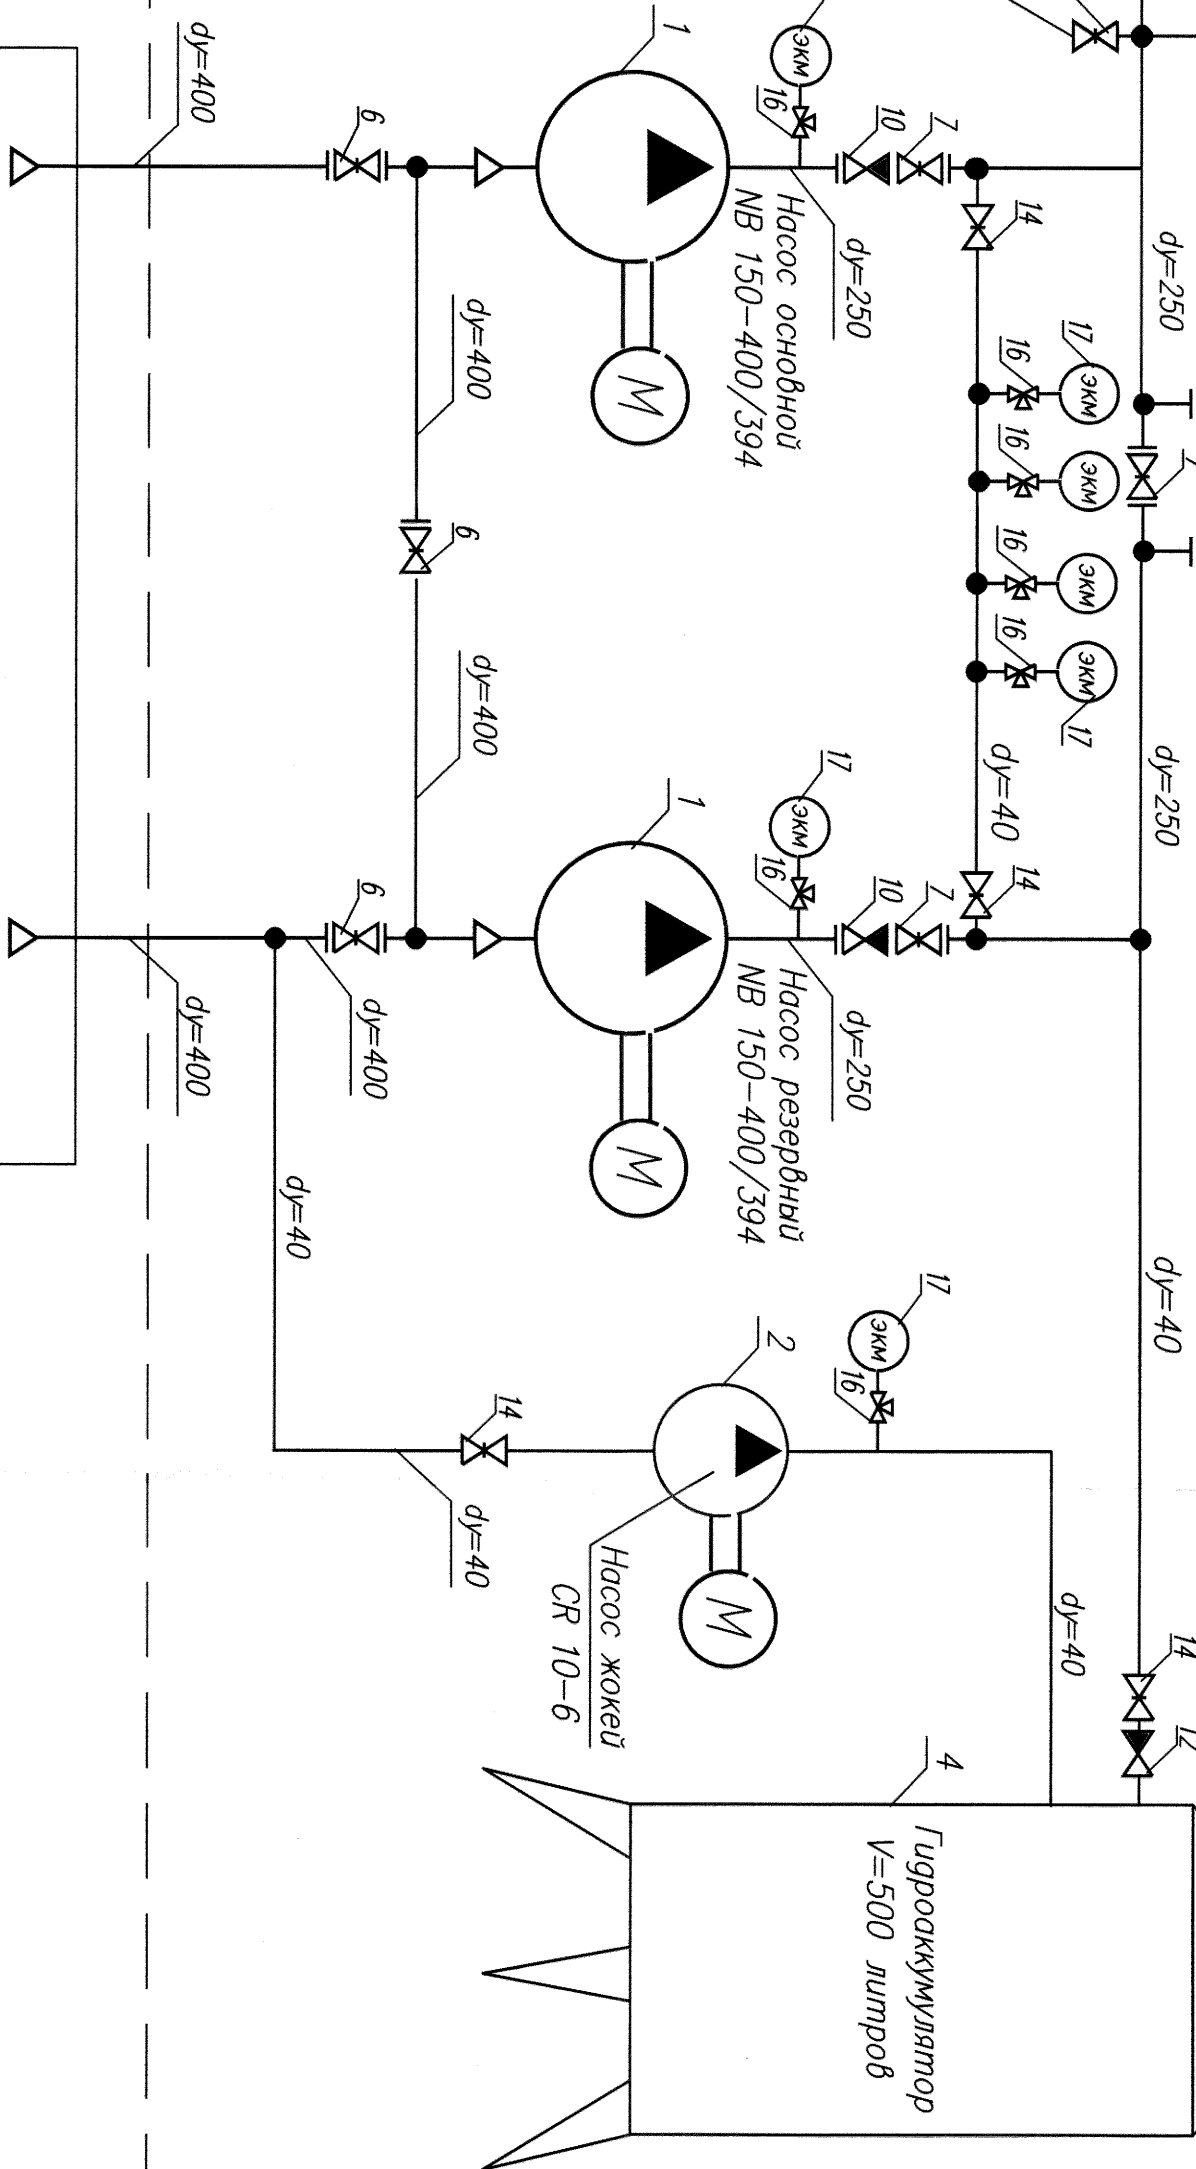 14
12
dy=250
dy=250
dy=40
17
ЭКМ
ЭКМ
ЭКМ
ЭКМ
17
dy=40
14
16
16
16
16
14
dy=40
4
7
7
17
Гидроаккумулятор
V=500 литров
10
10
ЭКМ
16
dy=250
dy=250
17
ЭКМ
ЭКМ
16
16
Насос основной
NB 150-400/394
Насос резервный
NB 150-400/394
2
M
1
1
M
M
Насос жокей
CR 10-6
14
dy=400
dy=400
dy=40
6
6
6
dy=400
dy=40
dy=400
dy=400